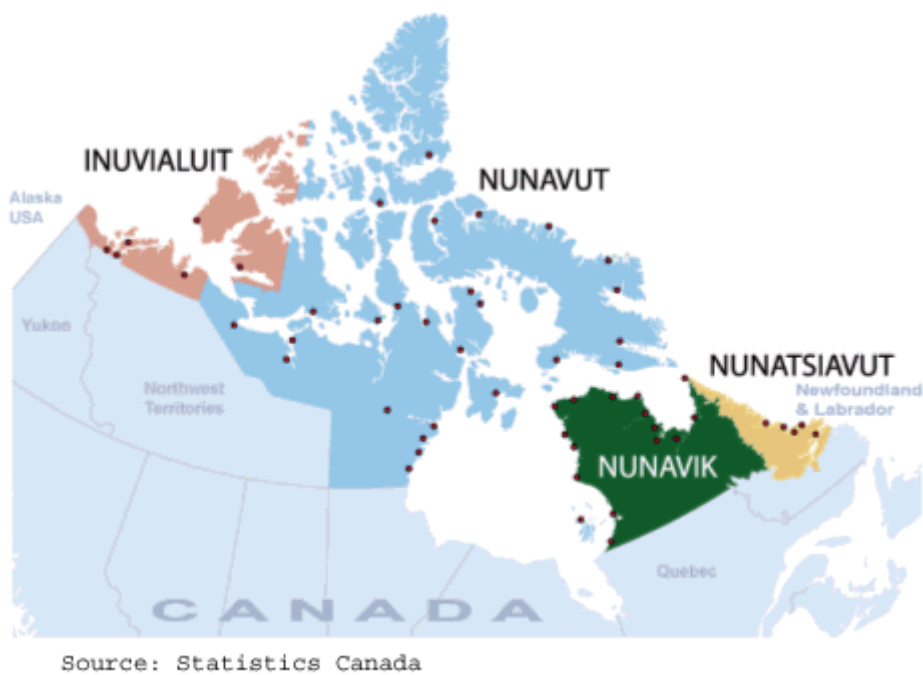 INUVIALUIT
NUNAVUT
Alaska
USA
Yukon
Northwest
Territories
NUNATSIAVUT
Newfoundland
& Labrador
NUNAVIK
Quebec
CANADA
Source: Statistics Canada